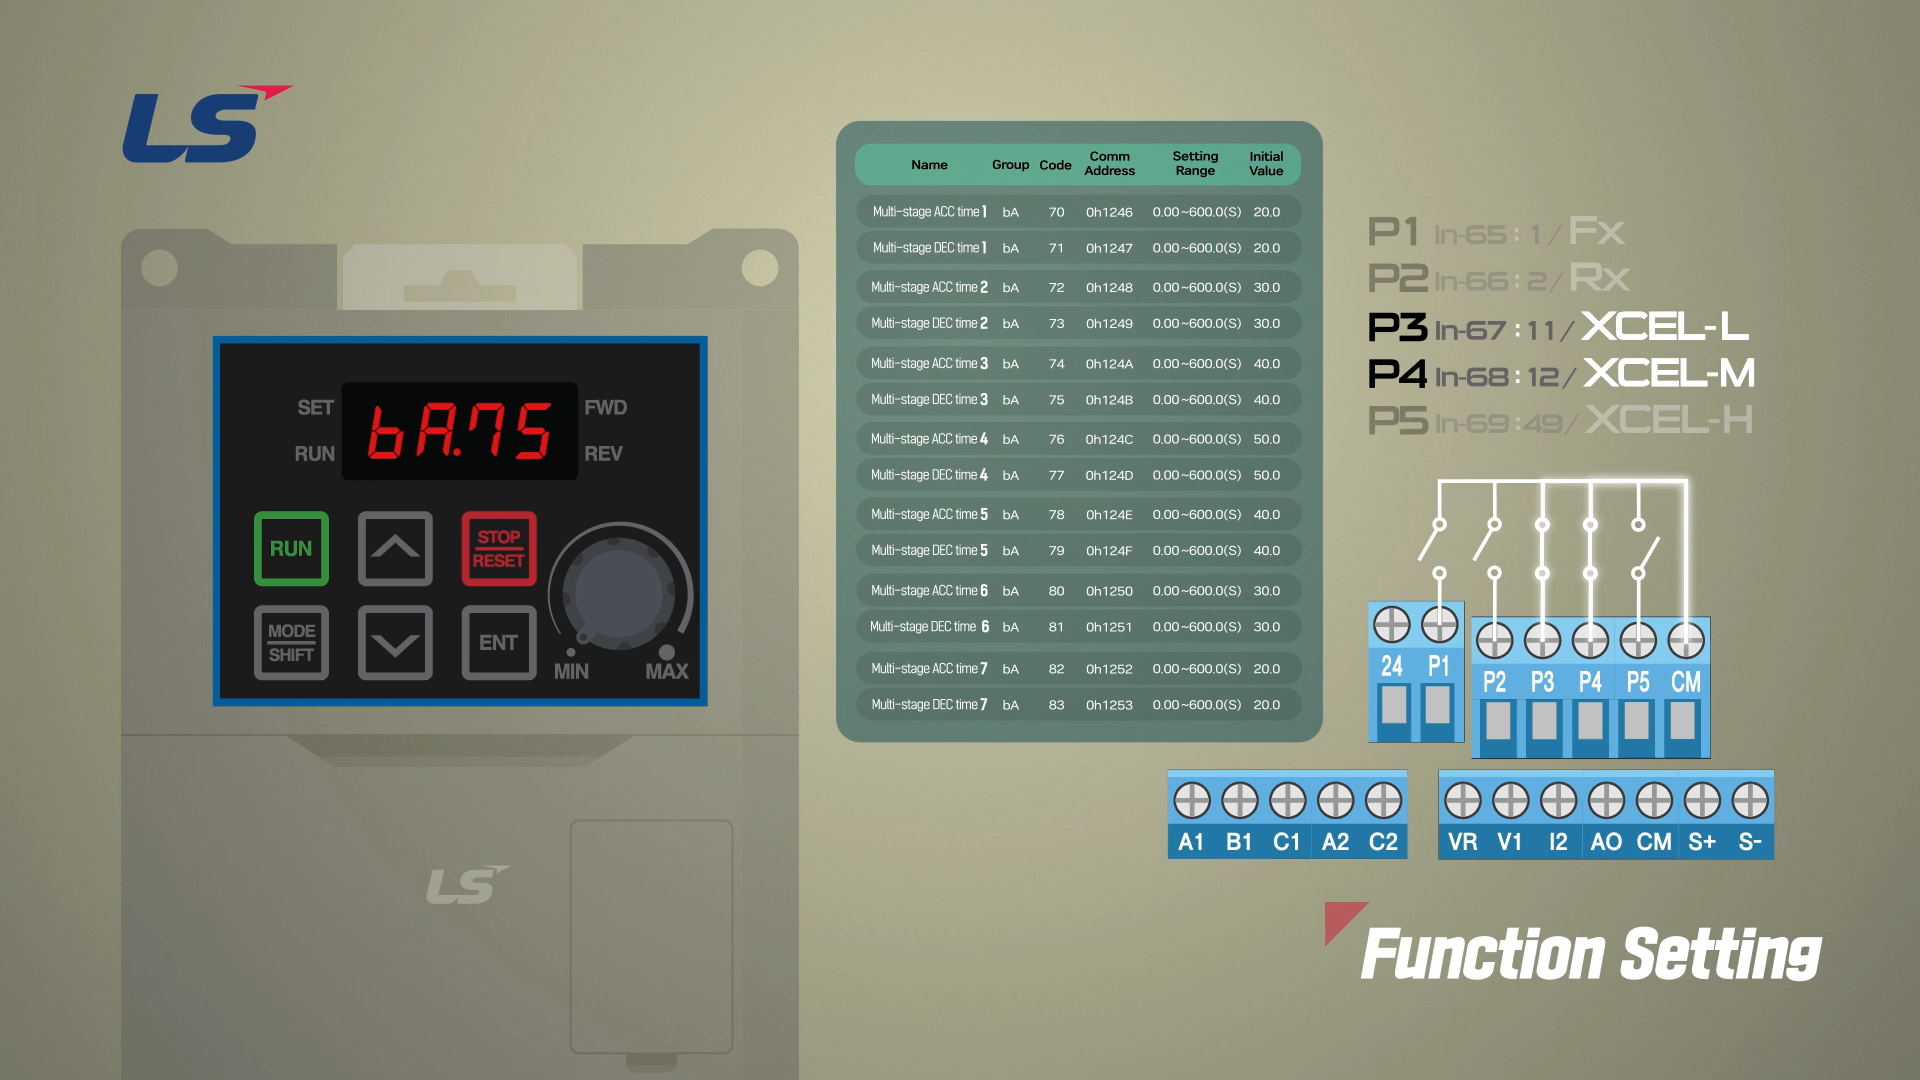 LS
Name Group Code Comm Address Setting Range Initial Value
Multi-stage ACC time 1 bA 70 0h1246 0.00~600.0(S) 20.0
Multi-stage DEC time 1 bA 71 0h1247 0.00~600.0(S) 20.0
Multi-stage ACC time 2 bA 72 0h1248 0.00~600.0(S) 30.0
Multi-stage DEC time 2 bA 73 0h1249 0.00~600.0(S) 30.0
Multi-stage ACC time 3 bA 74 0h124A 0.00~600.0(S) 40.0
Multi-stage DEC time 3 bA 75 0h124B 0.00~600.0(S) 40.0
Multi-stage ACC time 4 bA 76 0h124C 0.00~600.0(S) 50.0
Multi-stage DEC time 4 bA 77 0h124D 0.00~600.0(S) 50.0
Multi-stage ACC time 5 bA 78 0h124E 0.00~600.0(S) 40.0
Multi-stage DEC time 5 bA 79 0h124F 0.00~600.0(S) 40.0
Multi-stage ACC time 6 bA 80 0h1250 0.00~600.0(S) 30.0
Multi-stage DEC time 6 bA 81 0h1251 0.00~600.0(S) 30.0
Multi-stage ACC time 7 bA 82 0h1252 0.00~600.0(S) 20.0
Multi-stage DEC time 7 bA 83 0h1253 0.00~600.0(S) 20.0
P1 In-65 : 1 / Fx
P2 In-66 : 2 / Rx
P3 In-67 : 11 / XCEL-L
P4 In-68 : 12 / XCEL-M
P5 In-69 : 49 / XCEL-H
SET bA.75 FWD
RUN REV
RUN STOP RESET
MODE SHIFT ENT
MIN MAX
LS
24 P1
P2 P3 P4 P5 CM
A1 B1 C1 A2 C2
VR V1 I2 AO CM S+ S-
Function Setting